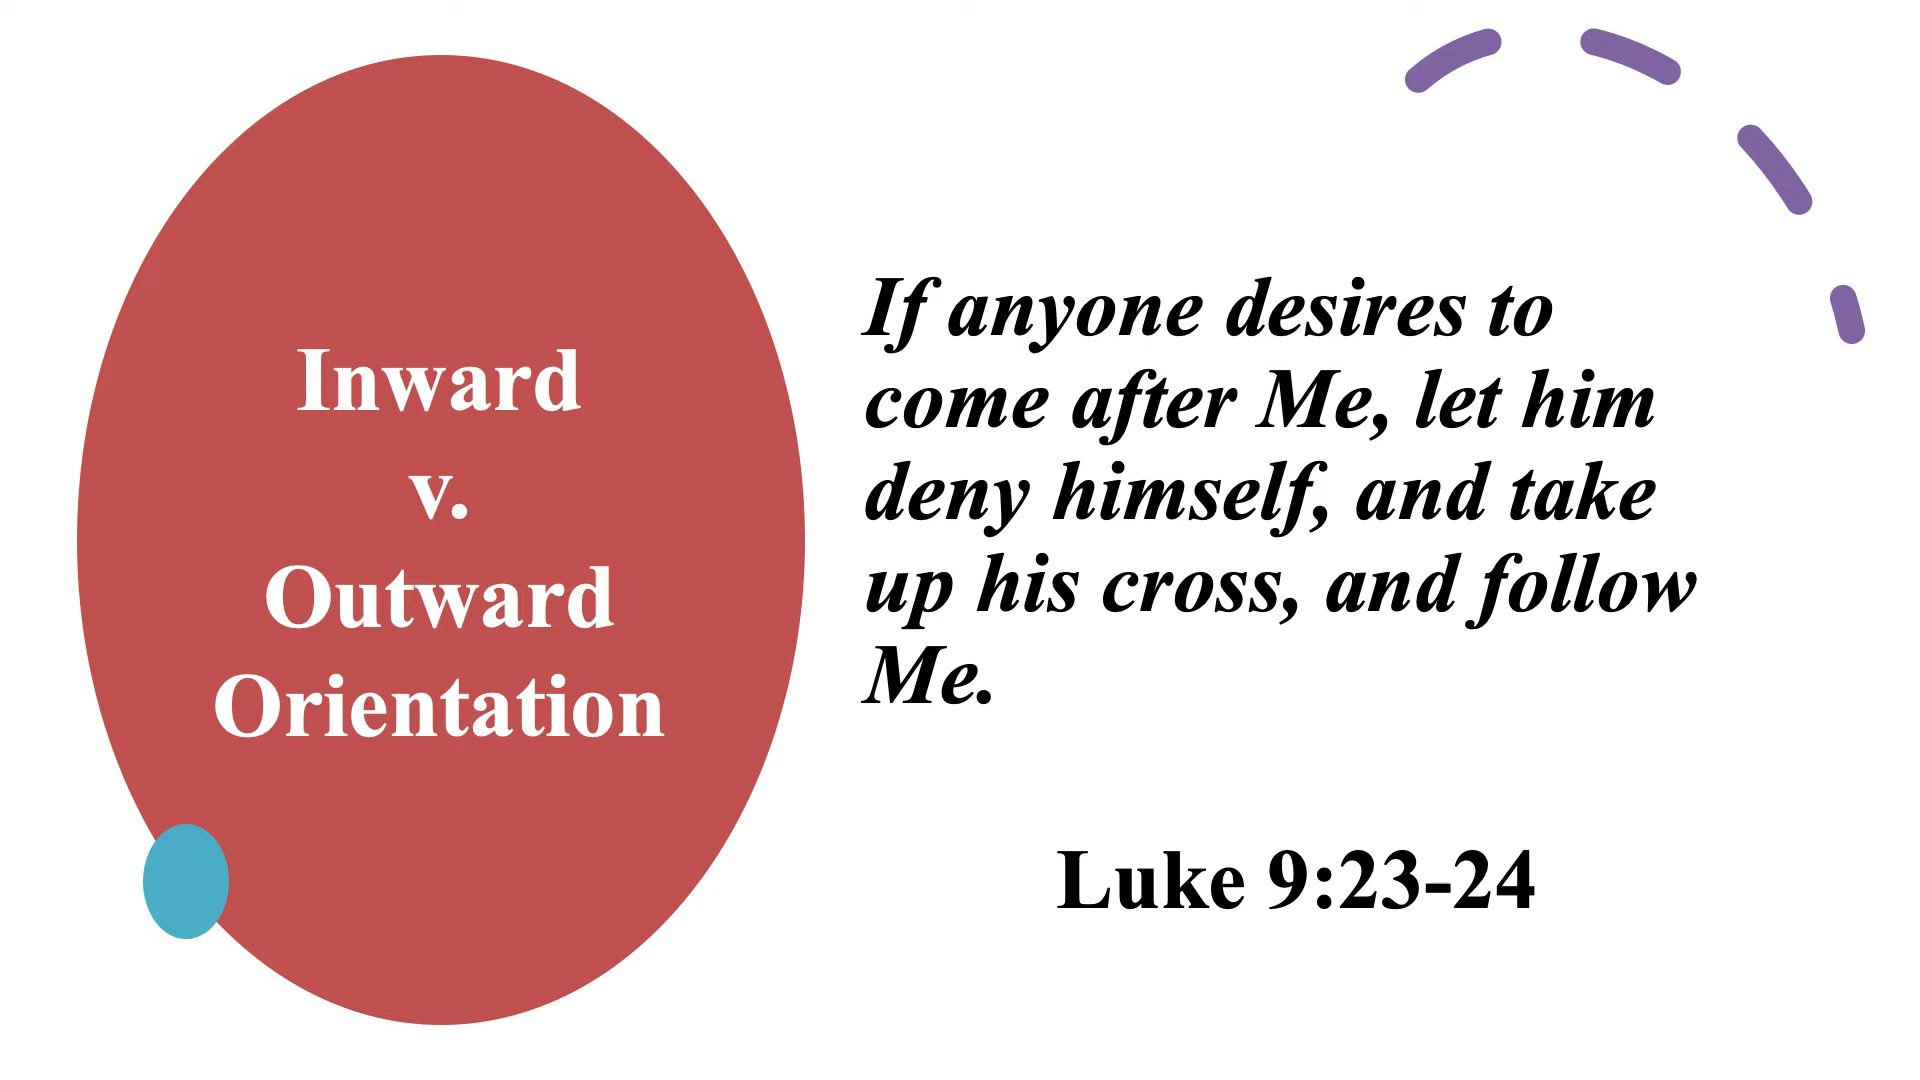 Inward
v.
Outward
Orientation
If anyone desires to
come after Me, let him
deny himself, and take
up his cross, and follow
Me.
Luke 9:23-24